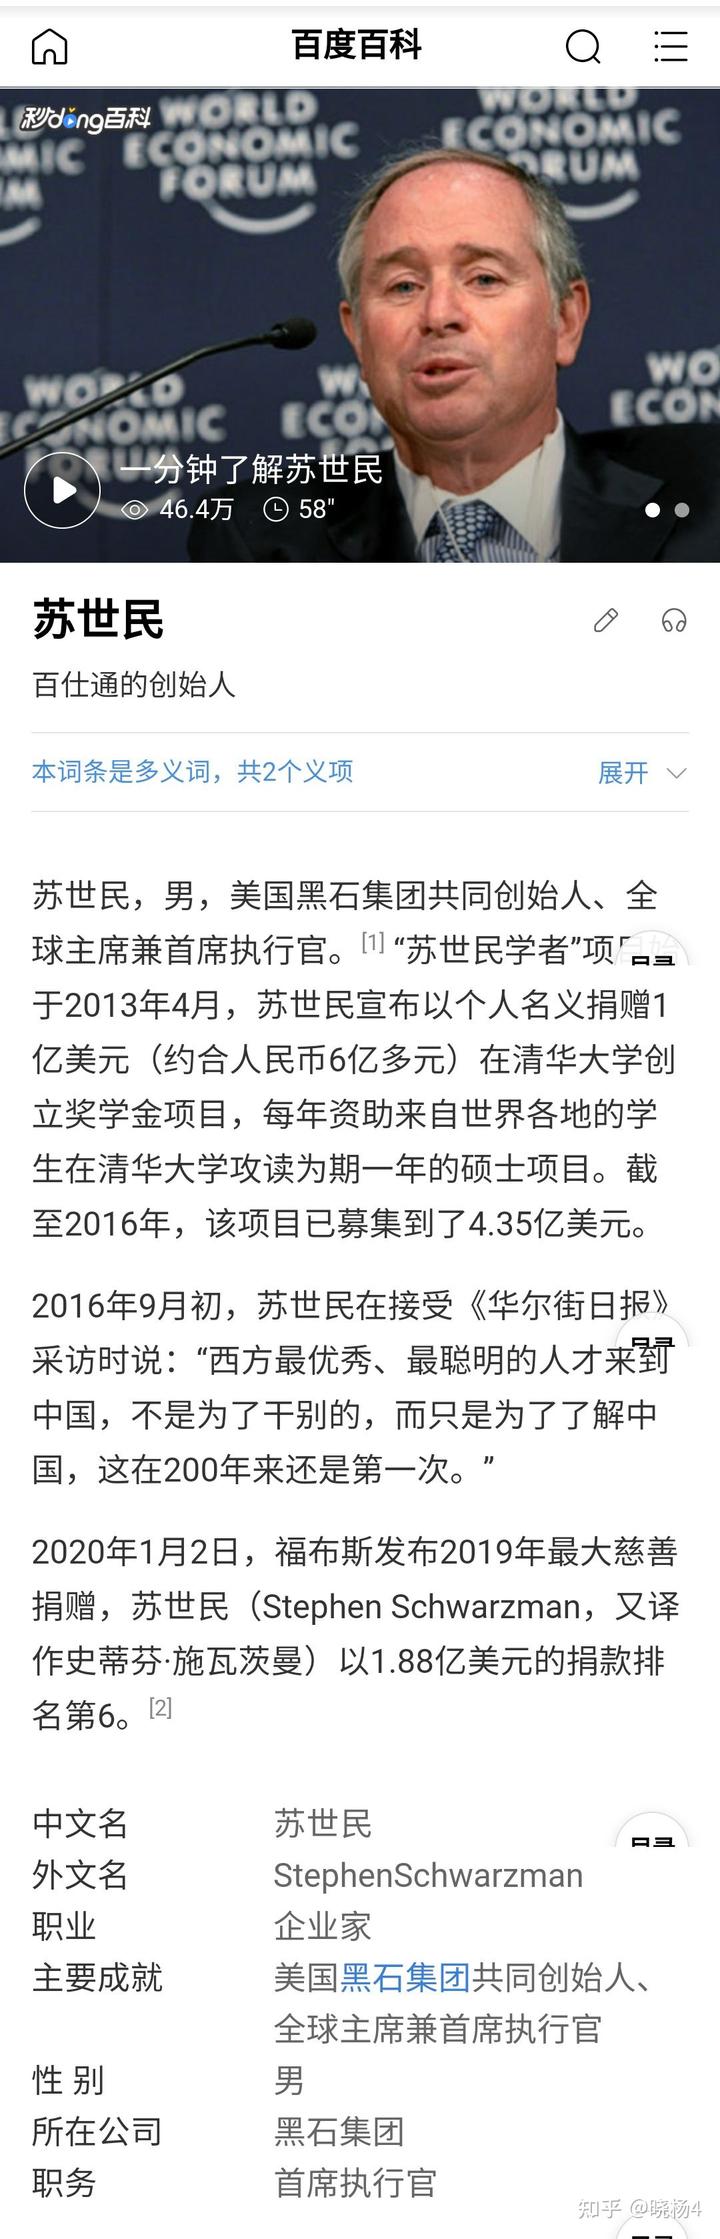 百度百科
秒dong百科
WORLD
ECONOMIC
FORUM
WORLD
ECONOMIC
FORUM
MIC
WORLD
ECONOMIC
FORUM
WO
ECON
一分钟了解苏世民
46.4万 58"
苏世民
百仕通的创始人
本词条是多义词，共2个义项 展开
苏世民，男，美国黑石集团共同创始人、全
球主席兼首席执行官。[1] “苏世民学者”项目始
于2013年4月，苏世民宣布以个人名义捐赠1
亿美元（约合人民币6亿多元）在清华大学创
立奖学金项目，每年资助来自世界各地的学
生在清华大学攻读为期一年的硕士项目。截
至2016年，该项目已募集到了4.35亿美元。
2016年9月初，苏世民在接受《华尔街日报》
采访时说：“西方最优秀、最聪明的人才来到
中国，不是为了干别的，而只是为了了解中
国，这在200年来还是第一次。”
2020年1月2日，福布斯发布2019年最大慈善
捐赠，苏世民（Stephen Schwarzman，又译
作史蒂芬·施瓦茨曼）以1.88亿美元的捐款排
名第6。[2]
中文名 苏世民
外文名 StephenSchwarzman
职业 企业家
主要成就 美国黑石集团共同创始人、
全球主席兼首席执行官
性 别 男
所在公司 黑石集团
职务 首席执行官
知乎 @晓杨4